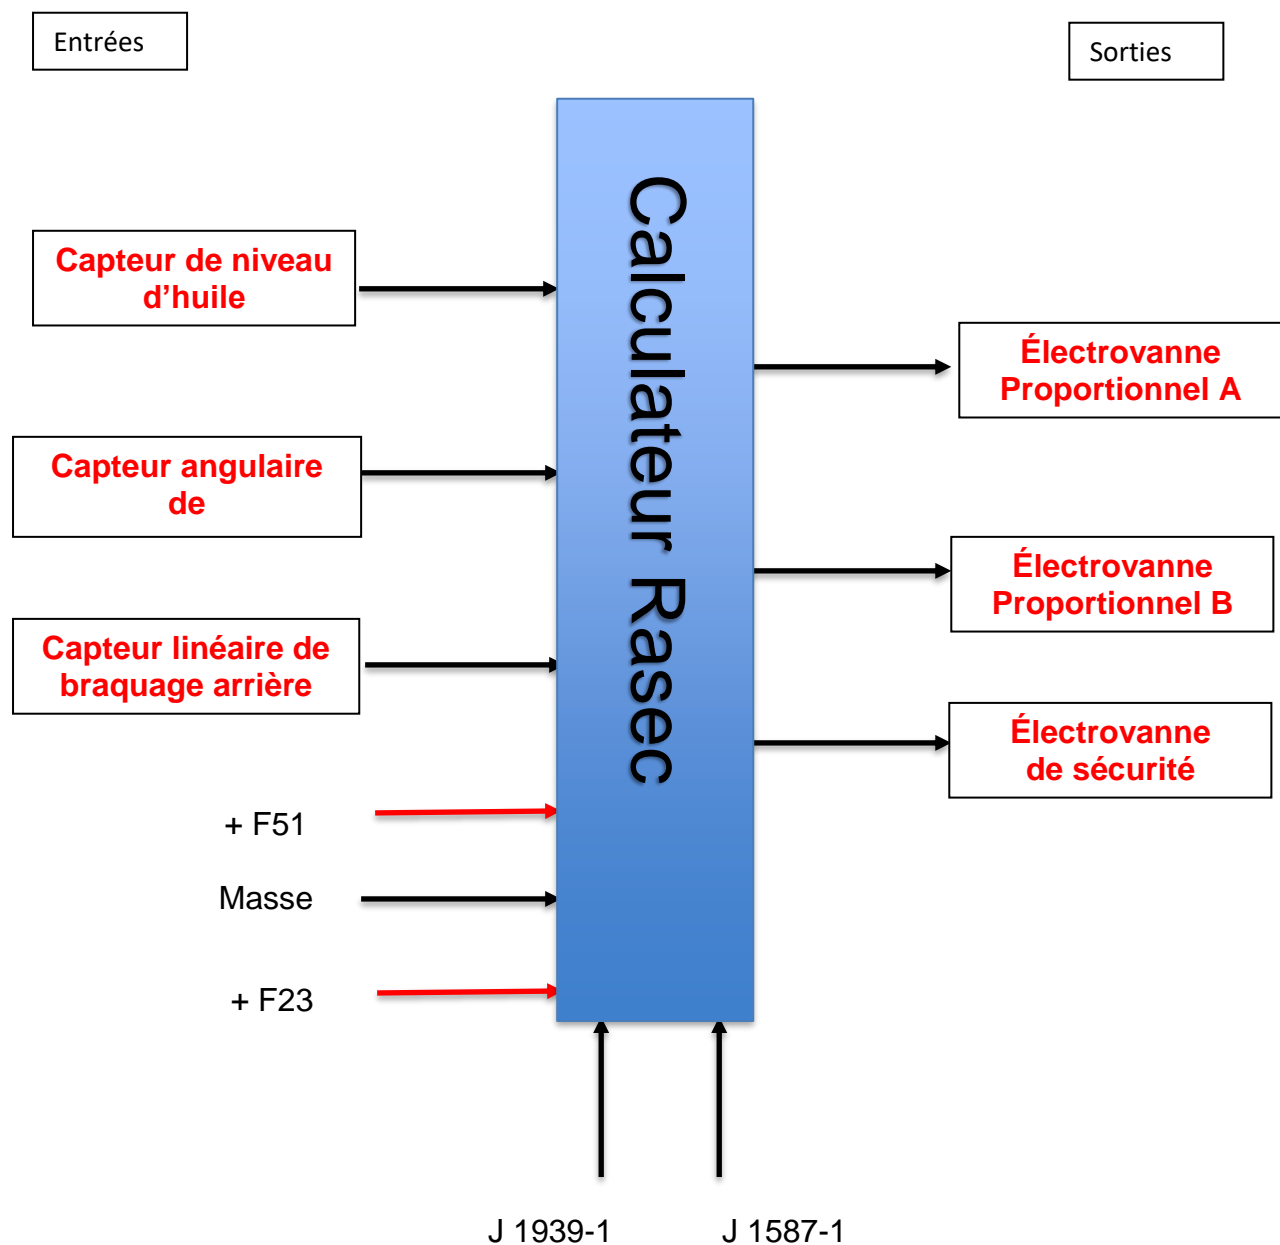 Entrées
Sorties
Capteur de niveau
d’huile
Capteur angulaire
de
Capteur linéaire de
braquage arrière
+ F51
Masse
+ F23
Calculateur Rasec
Électrovanne
Proportionnel A
Électrovanne
Proportionnel B
Électrovanne
de sécurité
J 1939-1
J 1587-1